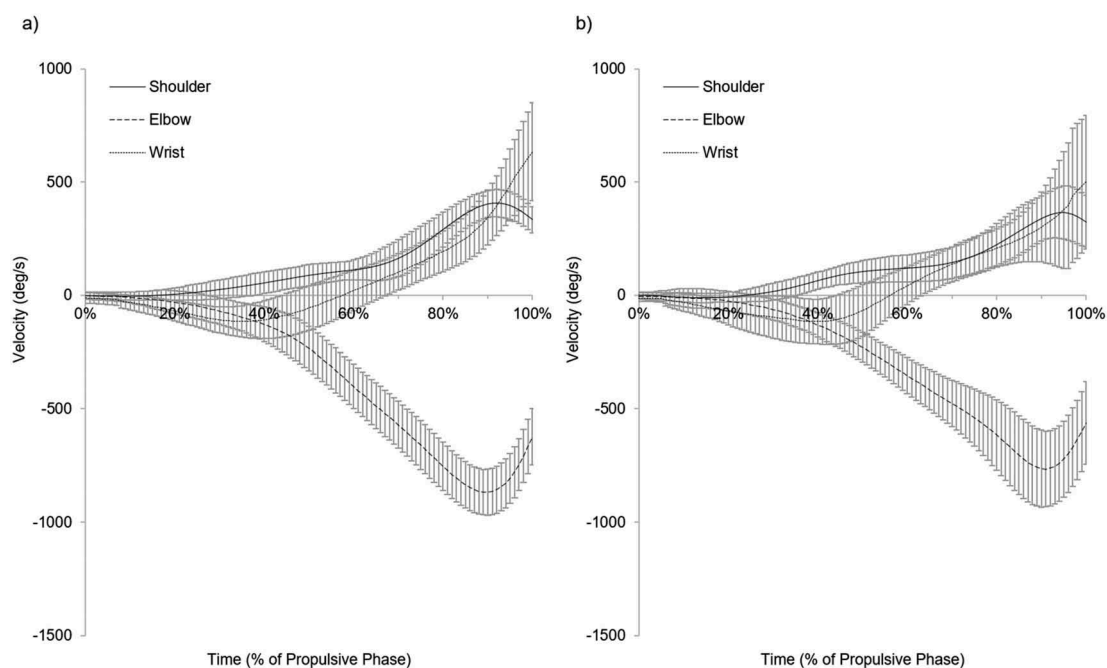 a)
1000
Shoulder
Elbow
500
Wrist
0
0% 20% 40% 60% 80% 100%
-500
-1000
-1500
Velocity (deg/s)
Time (% of Propulsive Phase)
b)
1000
Shoulder
Elbow
500
Wrist
0
0% 20% 40% 60% 80% 100%
-500
-1000
-1500
Velocity (deg/s)
Time (% of Propulsive Phase)